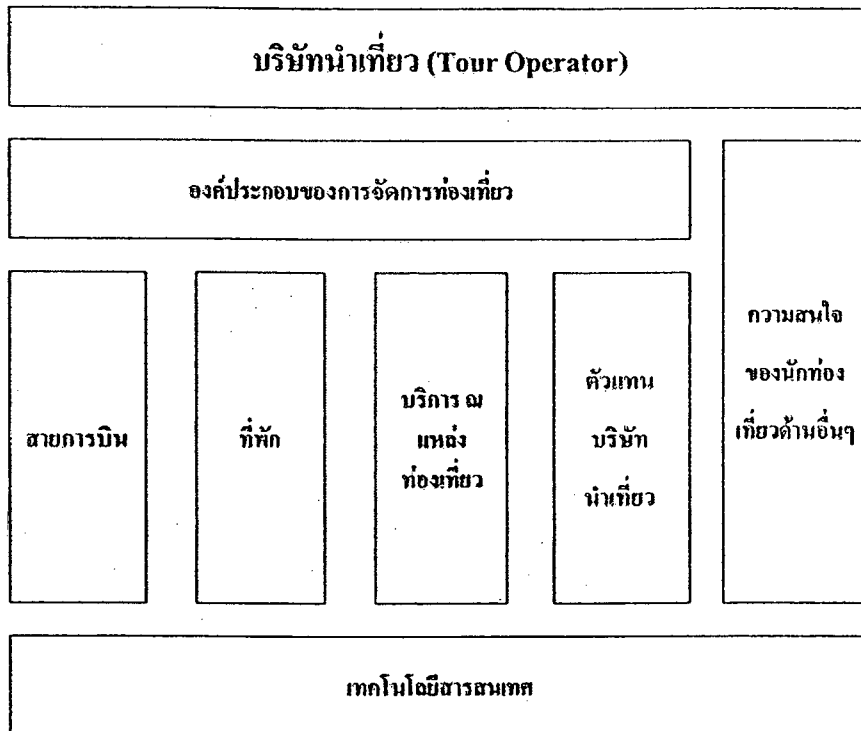 บริษัทนำเที่ยว (Tour Operator)
องค์ประกอบของการจัดการท่องเที่ยว
สายการบิน
ที่พัก
บริการ ณ
แหล่ง
ท่องเที่ยว
ตัวแทน
บริษัท
นำเที่ยว
ความสนใจ
ของนักท่อง
เที่ยวด้านอื่นๆ
เทคโนโลยีสารสนเทศ